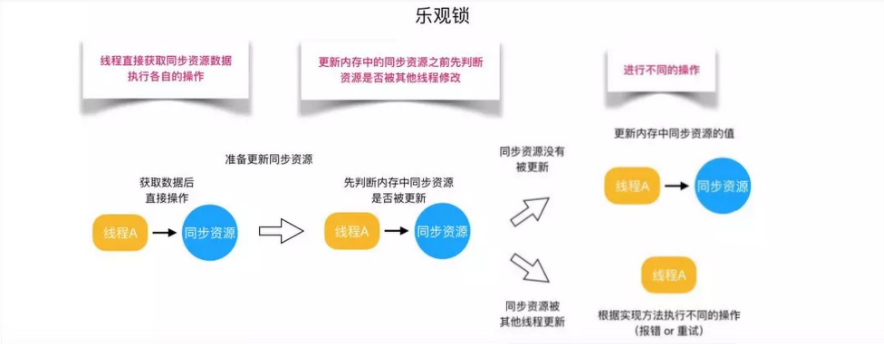 乐观锁
线程直接获取同步资源数据
执行各自的操作
更新内存中的同步资源之前先判断
资源是否被其他线程修改
进行不同的操作
准备更新同步资源
获取数据后
直接操作
线程A
同步资源
先判断内存中同步资源
是否被更新
线程A
同步资源
同步资源没有
被更新
更新内存中同步资源的值
线程A
同步资源
同步资源被
其他线程更新
线程A
根据实现方法执行不同的操作
（报错 or 重试）